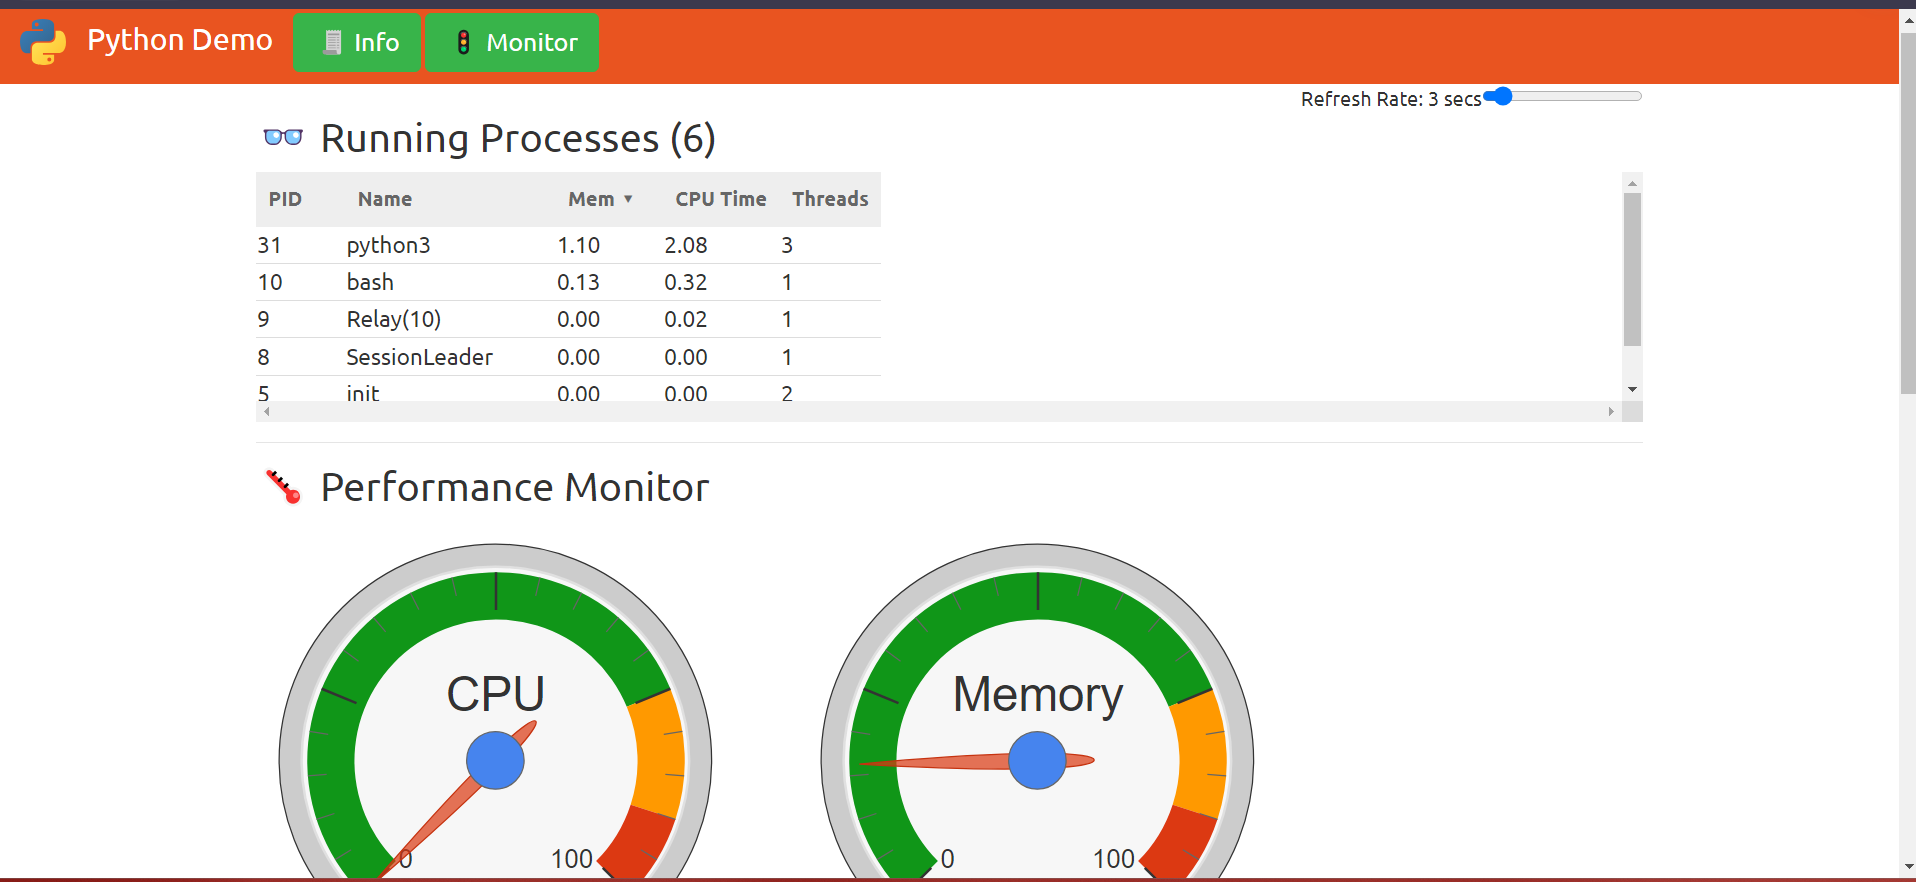 Python Demo Info Monitor
Refresh Rate: 3 secs
Running Processes (6)
PID Name Mem ▼ CPU Time Threads
31 python3 1.10 2.08 3
10 bash 0.13 0.32 1
9 Relay(10) 0.00 0.02 1
8 SessionLeader 0.00 0.00 1
5 init 0.00 0.00 2
Performance Monitor
CPU Memory
0 100 0 100